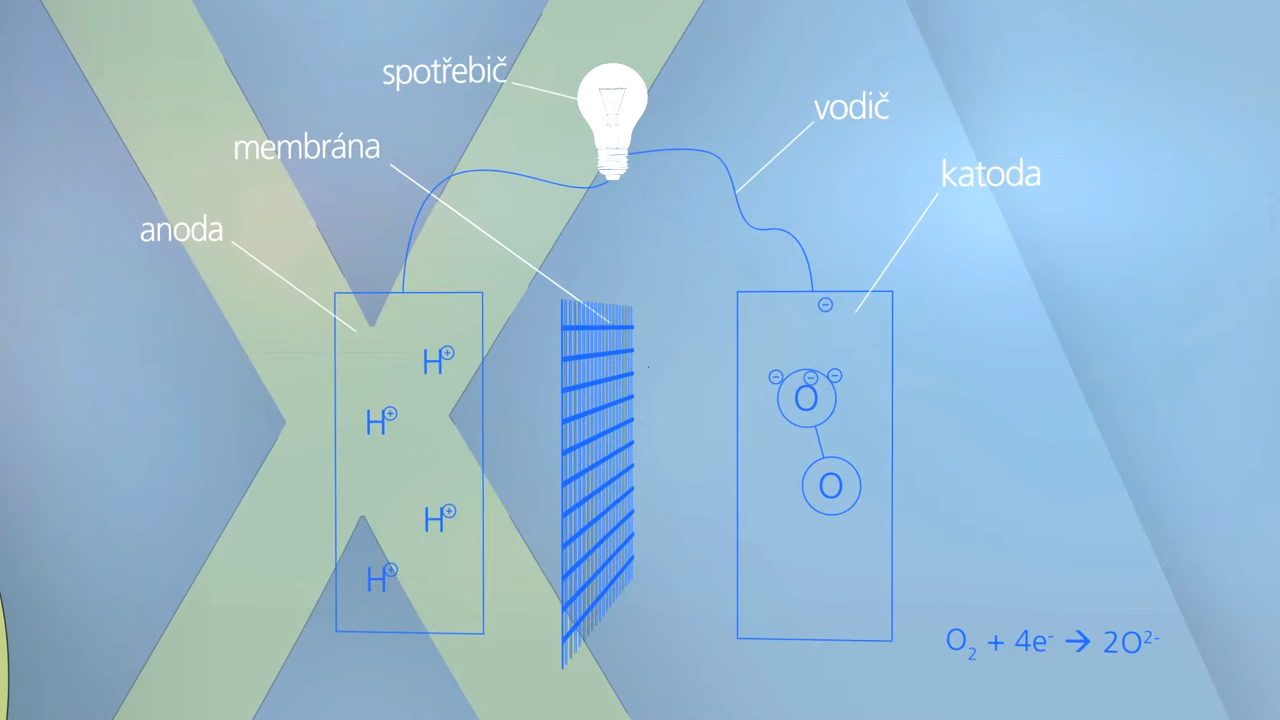 spotřebič
vodič
membrána
katoda
anoda
H⊕
H⊕
H⊕
H⊕
⊖
⊖ ⊖ ⊖
O
O
O₂ + 4e⁻ → 2O²⁻